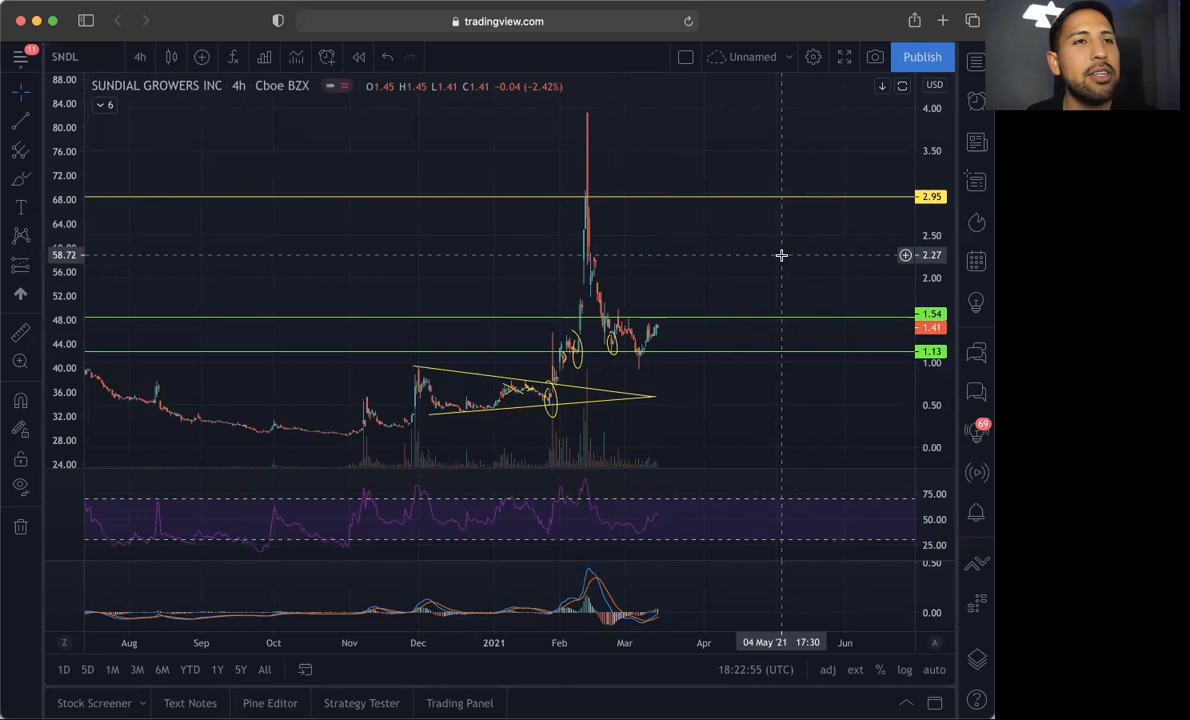 tradingview.com
11
SNDL
4h
Unnamed
Publish
SUNDIAL GROWERS INC · 4h · Cboe BZX O1.45 H1.45 L1.41 C1.41 -0.04 (-2.42%)
USD
6
88.00
84.00
80.00
76.00
72.00
68.00
64.00
58.72
56.00
52.00
48.00
44.00
40.00
36.00
32.00
28.00
24.00
4.00
3.50
2.95
2.50
2.27
2.00
1.54
1.41
1.13
1.00
0.50
0.00
75.00
50.00
25.00
0.50
0.00
69
Z
Aug Sep Oct Nov Dec 2021 Feb Mar Apr 04 May '21 17:30 Jun
A
1D 5D 1M 3M 6M YTD 1Y 5Y All
18:22:55 (UTC) adj ext % log auto
Stock Screener Text Notes Pine Editor Strategy Tester Trading Panel